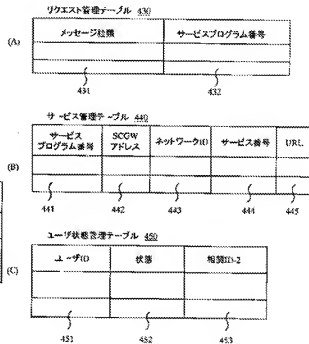 リクエスト管理テーブル 430
(A)
メッセージ種類 サービスプログラム番号
431 432
サービス管理テーブル 440
(B)
サービス
プログラム番号 SCGW
アドレス ネットワークID サービス番号 URL
441 442 443 444 445
ユーザ状態管理テーブル 450
(C)
ユーザID 状態 相関ID-2
451 452 453